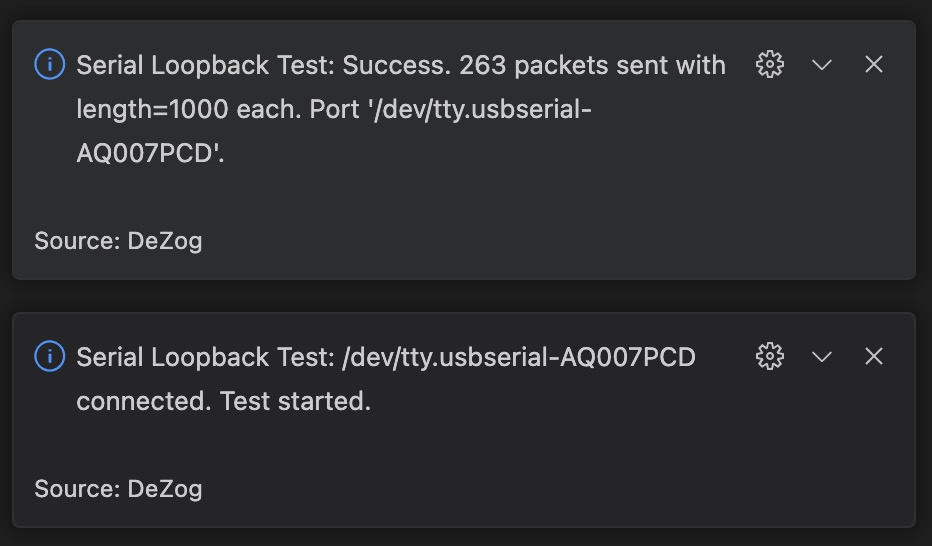 Serial Loopback Test: Success. 263 packets sent with
length=1000 each. Port '/dev/tty.usbserial-
AQ007PCD'.
Source: DeZog
Serial Loopback Test: /dev/tty.usbserial-AQ007PCD
connected. Test started.
Source: DeZog